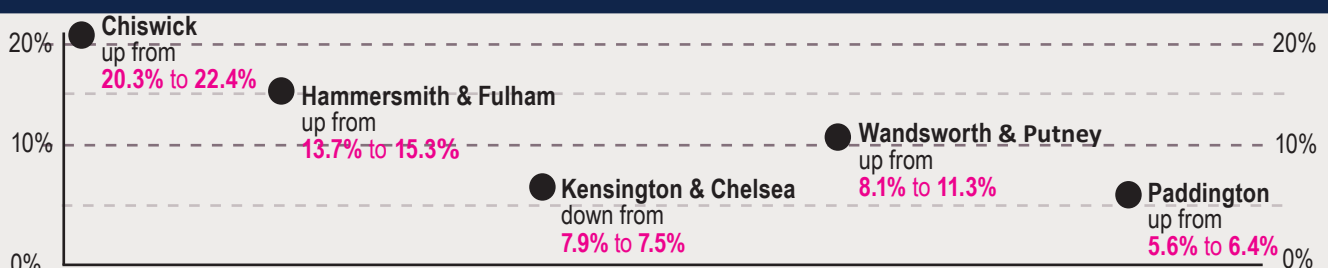 Chiswick
up from
20.3% to 22.4%
20%
20%
Hammersmith & Fulham
up from
13.7% to 15.3%
10%
10%
Wandsworth & Putney
up from
8.1% to 11.3%
Kensington & Chelsea
down from
7.9% to 7.5%
Paddington
up from
5.6% to 6.4%
0%
0%